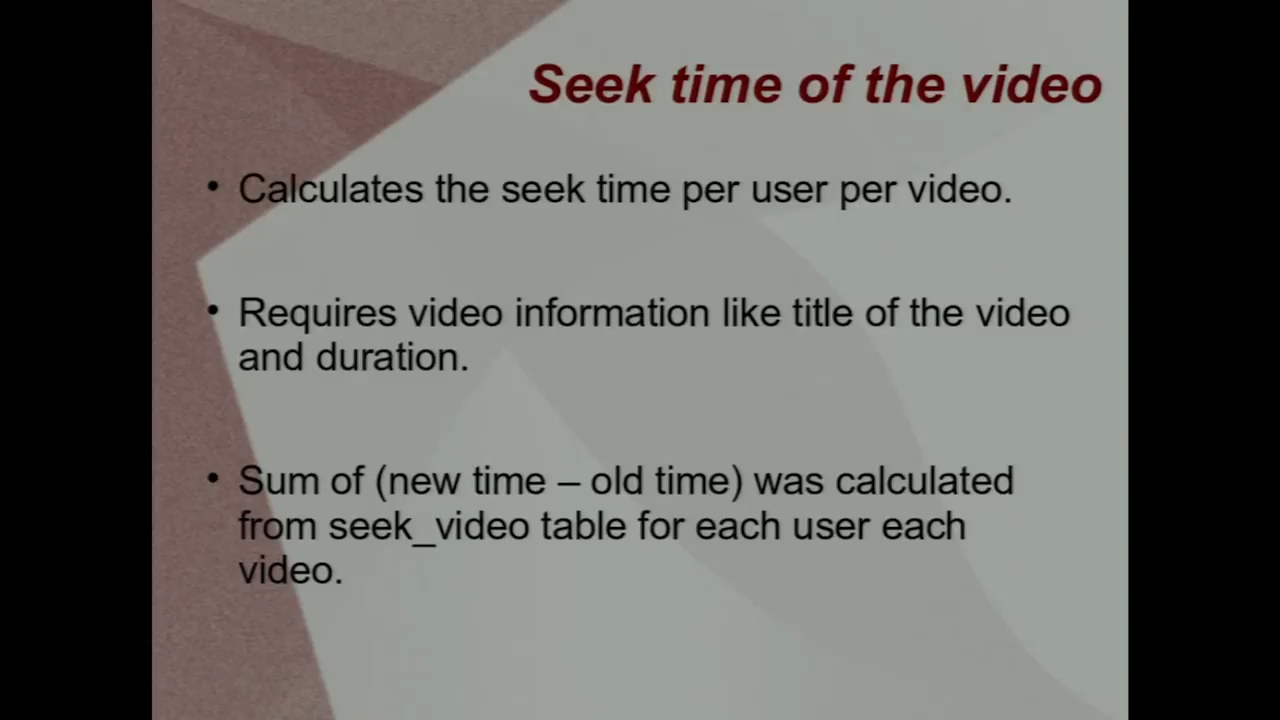 Seek time of the video
• Calculates the seek time per user per video.
• Requires video information like title of the video
and duration.
• Sum of (new time – old time) was calculated
from seek_video table for each user each
video.